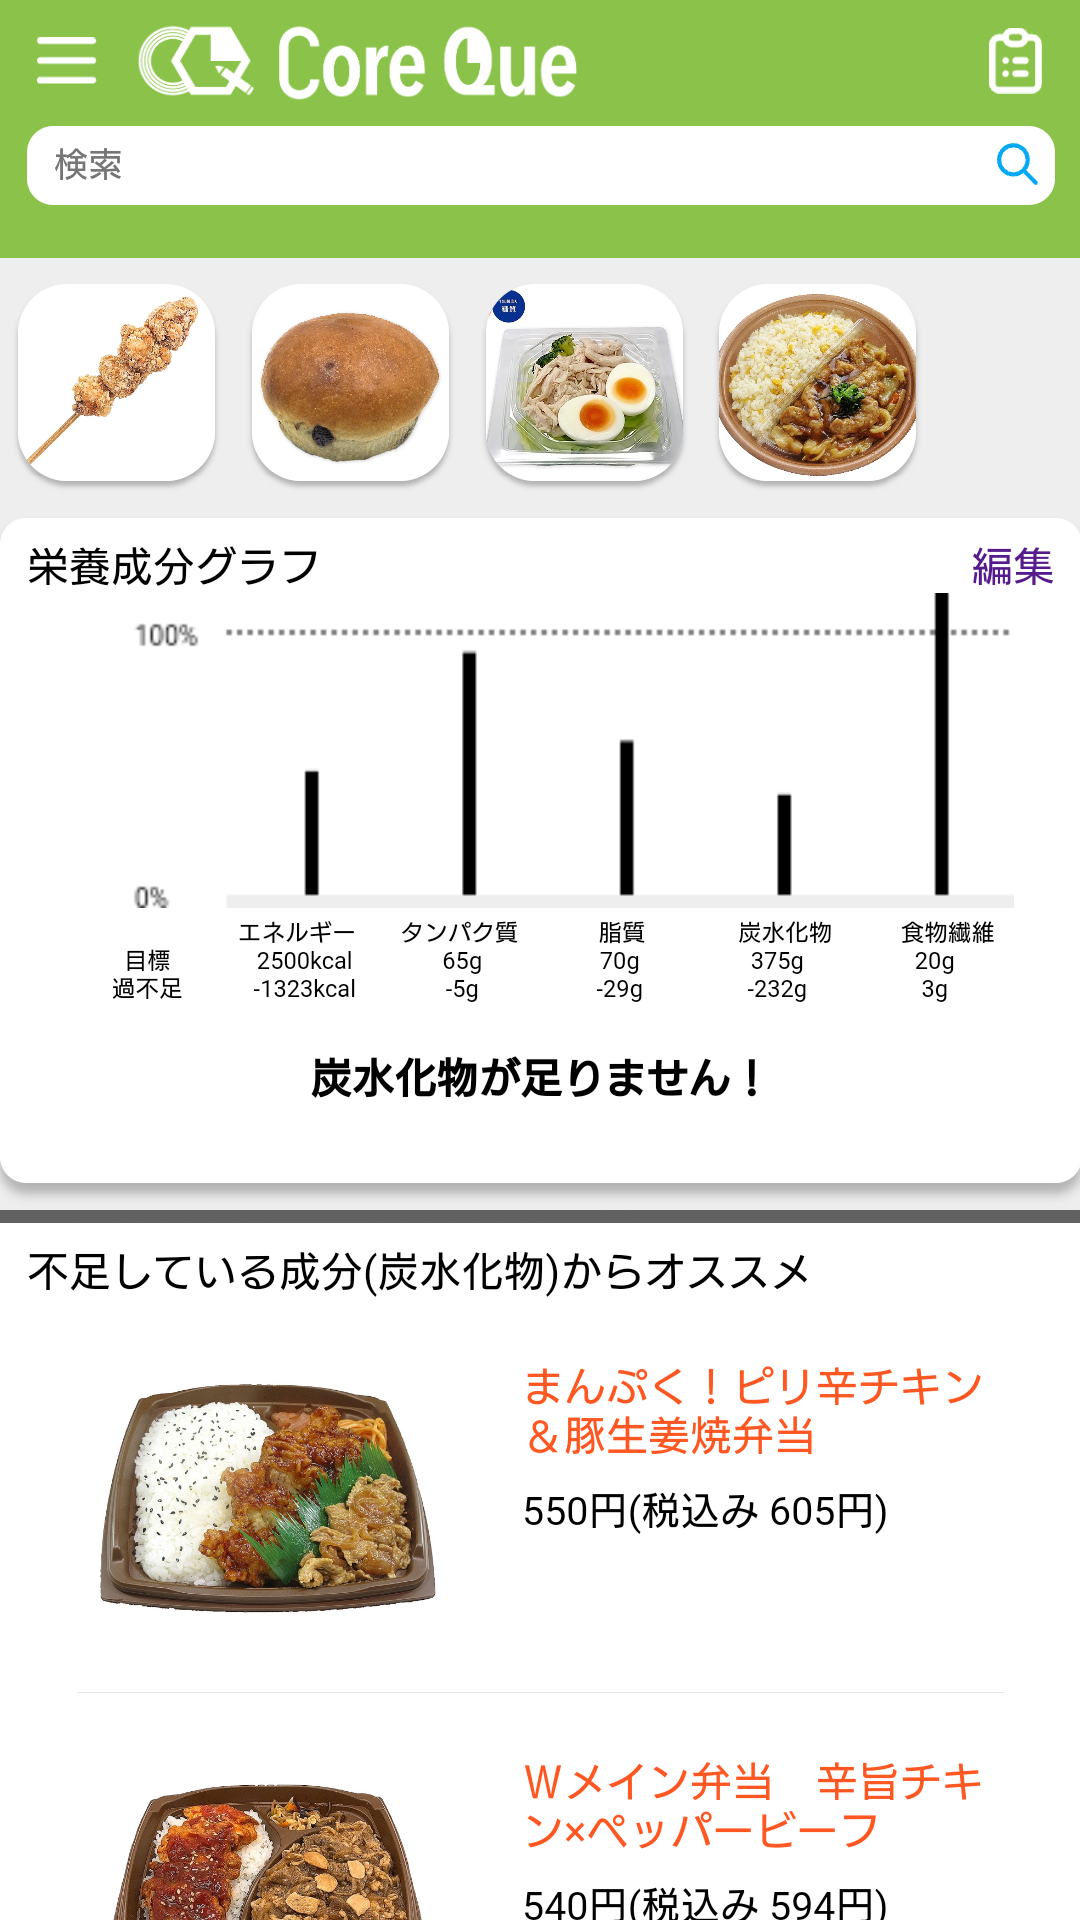 Core Que
検索
糖質
栄養成分グラフ
編集
100%
0%
エネルギー タンパク質 脂質 炭水化物 食物繊維
目標 2500kcal 65g 70g 375g 20g
過不足 -1323kcal -5g -29g -232g 3g
炭水化物が足りません！
不足している成分(炭水化物)からオススメ
まんぷく！ピリ辛チキン
＆豚生姜焼弁当
550円(税込み 605円)
Ｗメイン弁当　辛旨チキ
ン×ペッパービーフ
540円(税込み 594円)